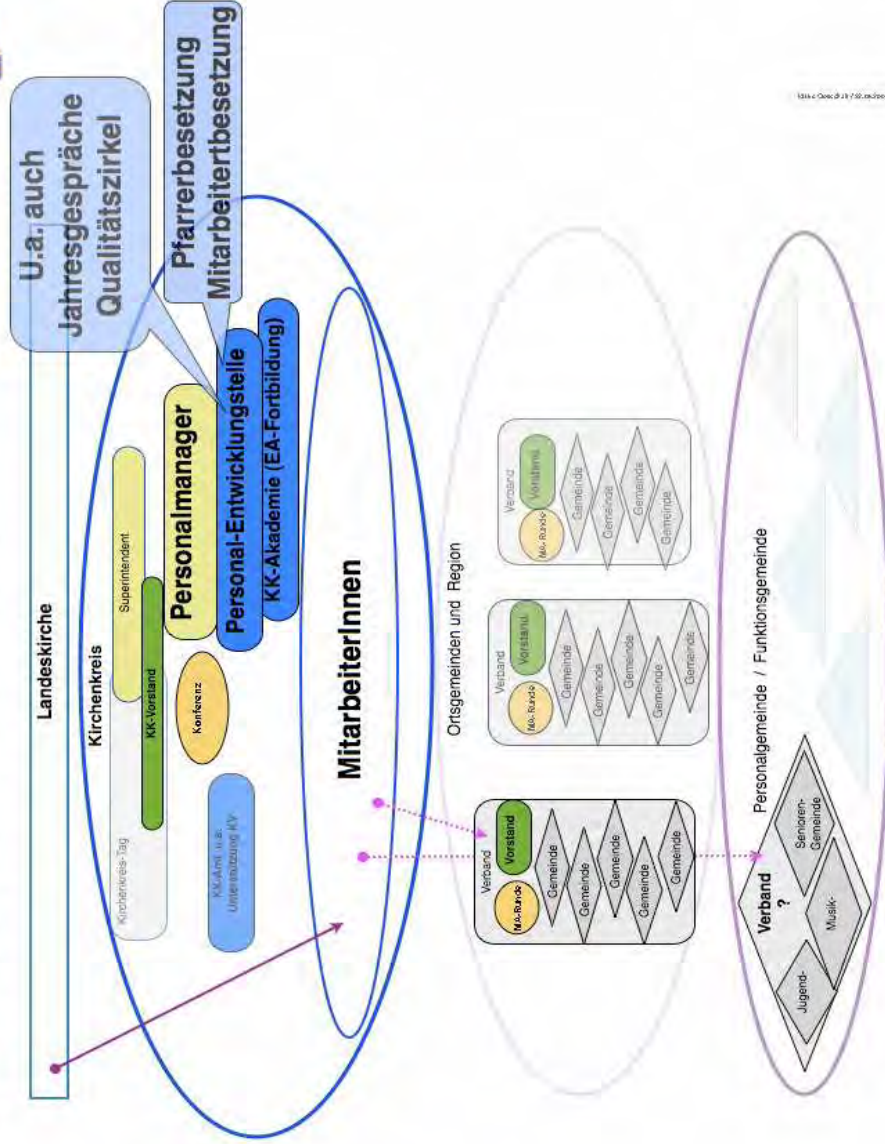 U.a. auch
Jahresgespräche
Qualitätszirkel
Pfarrerbesetzung
Mitarbeitertbesetzung
Landeskirche
Kirchenkreis
Superintendent
Kirchenkreis-Tag
KK-Vorstand
Personalmanager
Konferenz
Personal-Entwicklungstelle
KK-Akademie (EA-Fortbildung)
KK-Amt u.a.
Unterstützung KV
MitarbeiterInnen
Ortsgemeinden und Region
Verband
MA-Runde
Vorstand
Gemeinde
Gemeinde
Gemeinde
Gemeinde
Gemeinde
Verband
MA-Runde
Vorstand
Gemeinde
Gemeinde
Gemeinde
Gemeinde
Gemeinde
Verband
MA-Runde
Vorstand
Gemeinde
Gemeinde
Gemeinde
Gemeinde
Personalgemeinde / Funktionsgemeinde
Verband
?
Jugend-
Musik-
Senioren-
Gemeinde